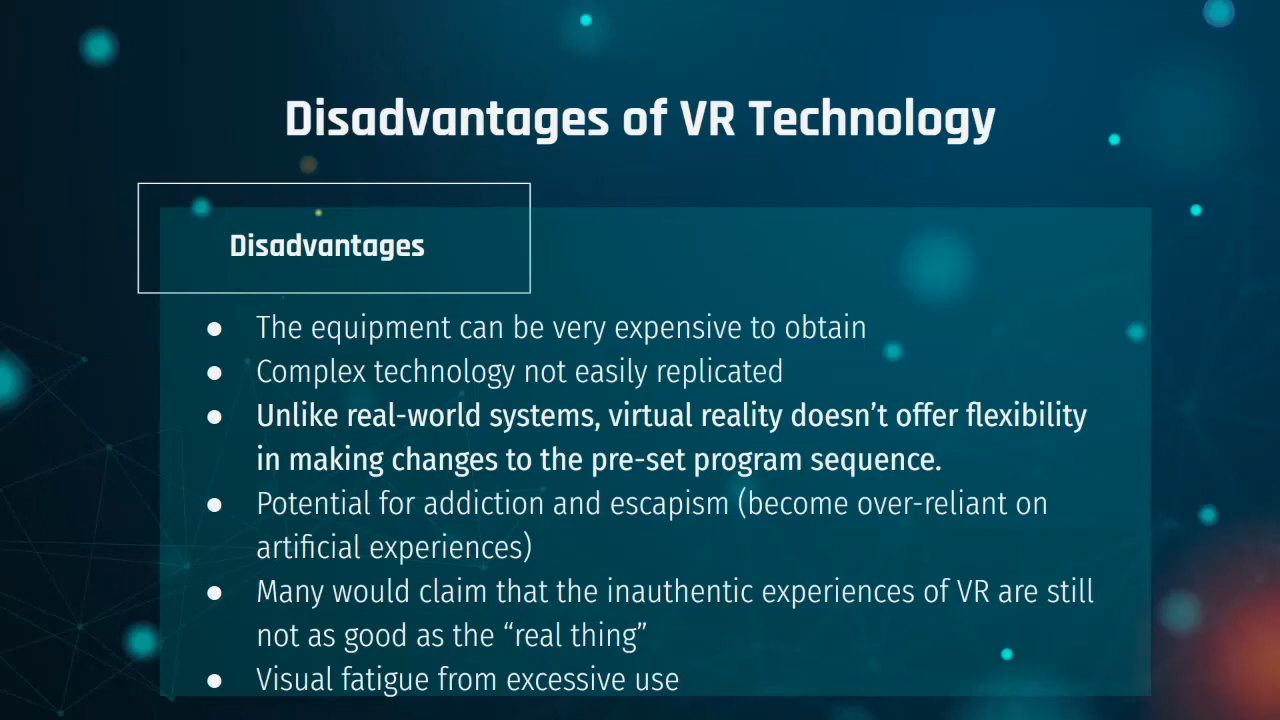 Disadvantages of VR Technology
Disadvantages
● The equipment can be very expensive to obtain
● Complex technology not easily replicated
● Unlike real-world systems, virtual reality doesn’t offer flexibility
in making changes to the pre-set program sequence.
● Potential for addiction and escapism (become over-reliant on
artificial experiences)
● Many would claim that the inauthentic experiences of VR are still
not as good as the “real thing”
● Visual fatigue from excessive use